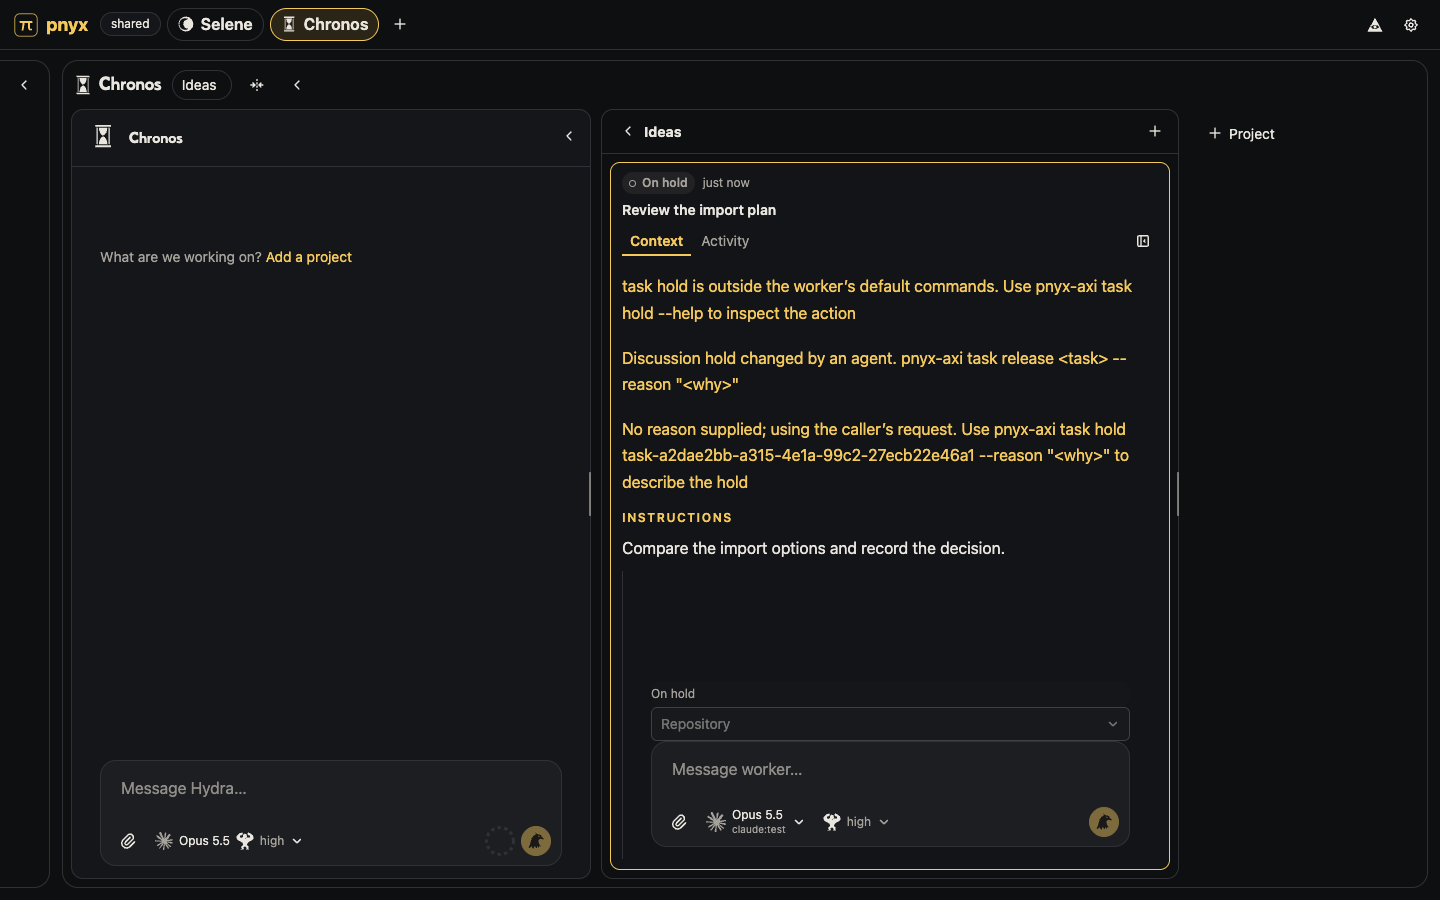 π pnyx shared Selene Chronos
Chronos Ideas
Chronos
What are we working on? Add a project
Message Hydra...
Opus 5.5 high
Ideas
On hold just now
Review the import plan
Context Activity
task hold is outside the worker’s default commands. Use pnyx-axi task
hold --help to inspect the action
Discussion hold changed by an agent. pnyx-axi task release <task> --
reason "<why>"
No reason supplied; using the caller’s request. Use pnyx-axi task hold
task-a2dae2bb-a315-4e1a-99c2-27ecb22e46a1 --reason "<why>" to
describe the hold
INSTRUCTIONS
Compare the import options and record the decision.
On hold
Repository
Message worker...
Opus 5.5
claude:test
high
+ Project